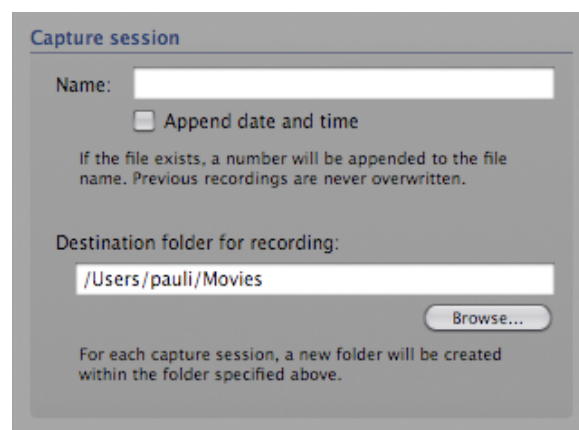 Capture session
Name:
Append date and time
If the file exists, a number will be appended to the file
name. Previous recordings are never overwritten.
Destination folder for recording:
/Users/pauli/Movies
Browse...
For each capture session, a new folder will be created
within the folder specified above.